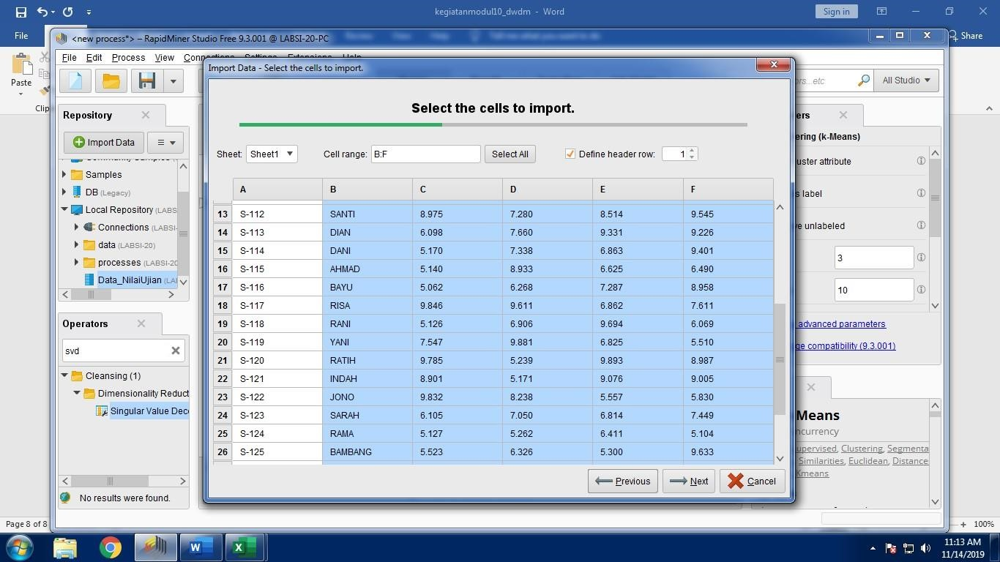 kegiatanmodul10_dwdm - Word
Sign in
File
Share
<new process*> – RapidMiner Studio Free 9.3.001 @ LABSI-20-PC
File Edit Process View
Paste
Clip
ors...etc
All Studio
Repository
Import Data
Samples
DB (Legacy)
Local Repository (LABS
Connections (LABSI-
data (LABSI-20)
processes (LABSI-20
Data_NilaiUjian (LA
Operators
svd
Cleansing (1)
Dimensionality Reduct
Singular Value Dec
No results were found.
Import Data - Select the cells to import.
Select the cells to import.
Sheet: Sheet1 Cell range: B:F Select All Define header row: 1
A B C D E F
13 S-112 SANTI 8.975 7.280 8.514 9.545
14 S-113 DIAN 6.098 7.660 9.331 9.226
15 S-114 DANI 5.170 7.338 6.863 9.401
16 S-115 AHMAD 5.140 8.933 6.625 6.490
17 S-116 BAYU 5.062 6.268 7.287 8.958
18 S-117 RISA 9.846 9.611 6.862 7.611
19 S-118 RANI 5.126 6.906 9.694 6.069
20 S-119 YANI 7.547 9.881 6.825 5.510
21 S-120 RATIH 9.785 5.239 9.893 8.987
22 S-121 INDAH 8.901 5.171 9.076 9.005
23 S-122 JONO 9.832 8.238 5.557 5.830
24 S-123 SARAH 6.105 7.050 6.814 7.449
25 S-124 RAMA 5.127 5.262 6.411 5.104
26 S-125 BAMBANG 5.523 6.326 5.300 9.633
Previous Next Cancel
ers
ering (k-Means)
uster attribute
s label
ve unlabeled
3
10
advanced parameters
ge compatibility (9.3.001)
Means
ncurrency
upervised, Clustering, Segmenta
Similarities, Euclidean, Distance
Kmeans
Page 8 of 8
100%
11:13 AM
11/14/2019